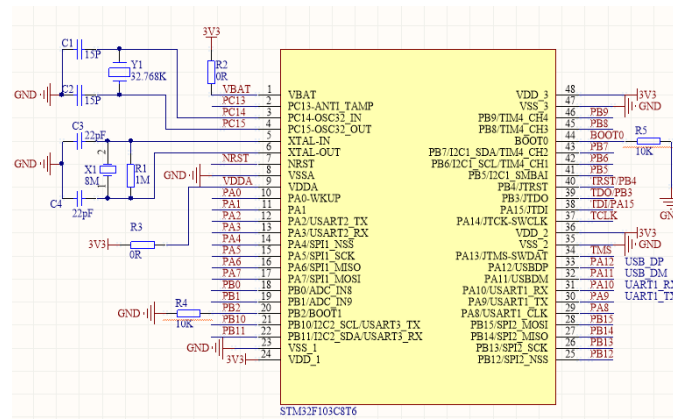 3V3
C1
15P
Y1
32.768K
R2
0R
GND
C2
15P
C3
22pF
GND
X1
8M
2
1
R1
1M
C4
22pF
R3
3V3
0R
GND
R4
GND
10K
GND
3V3
VBAT 1 VBAT
PC13 2 PC13-ANTI_TAMP
PC14 3 PC14-OSC32_IN
PC15 4 PC15-OSC32_OUT
5 XTAL-IN
6 XTAL-OUT
NRST 7 NRST
8 VSSA
VDDA 9 VDDA
PA0 10 PA0-WKUP
PA1 11 PA1
PA2 12 PA2/USART2_TX
PA3 13 PA3/USART2_RX
PA4 14 PA4/SPI1_NSS
PA5 15 PA5/SPI1_SCK
PA6 16 PA6/SPI1_MISO
PA7 17 PA7/SPI1_MOSI
PB0 18 PB0/ADC_IN8
PB1 19 PB1/ADC_IN9
PB2 20 PB2/BOOT1
PB10 21 PB10/I2C2_SCL/USART3_TX
PB11 22 PB11/I2C2_SDA/USART3_RX
23 VSS_1
24 VDD_1
VDD_3 48 3V3
VSS_3 47 GND
PB9/TIM4_CH4 46 PB9
PB8/TIM4_CH3 45 PB8
BOOT0 44 BOOT0
PB7/I2C1_SDA/TIM4_CH2 43 PB7
PB6/I2C1_SCL/TIM4_CH1 42 PB6
PB5/I2C1_SMBAI 41 PB5
PB4/JTRST 40 TRST/PB4
PB3/JTDO 39 TDO/PB3
PA15/JTDI 38 TDI/PA15
PA14/JTCK-SWCLK 37 TCLK
VDD_2 36 3V3
VSS_2 35 GND
PA13/JTMS-SWDAT 34 TMS
PA12/USBDP 33 PA12 USB_DP
PA11/USBDM 32 PA11 USB_DM
PA10/USART1_RX 31 PA10 UART1_RX
PA9/USART1_TX 30 PA9 UART1_TX
PA8/USART1_CLK 29 PA8
PB15/SPI2_MOSI 28 PB15
PB14/SPI2_MISO 27 PB14
PB13/SPI2_SCK 26 PB13
PB12/SPI2_NSS 25 PB12
R5
10K
STM32F103C8T6